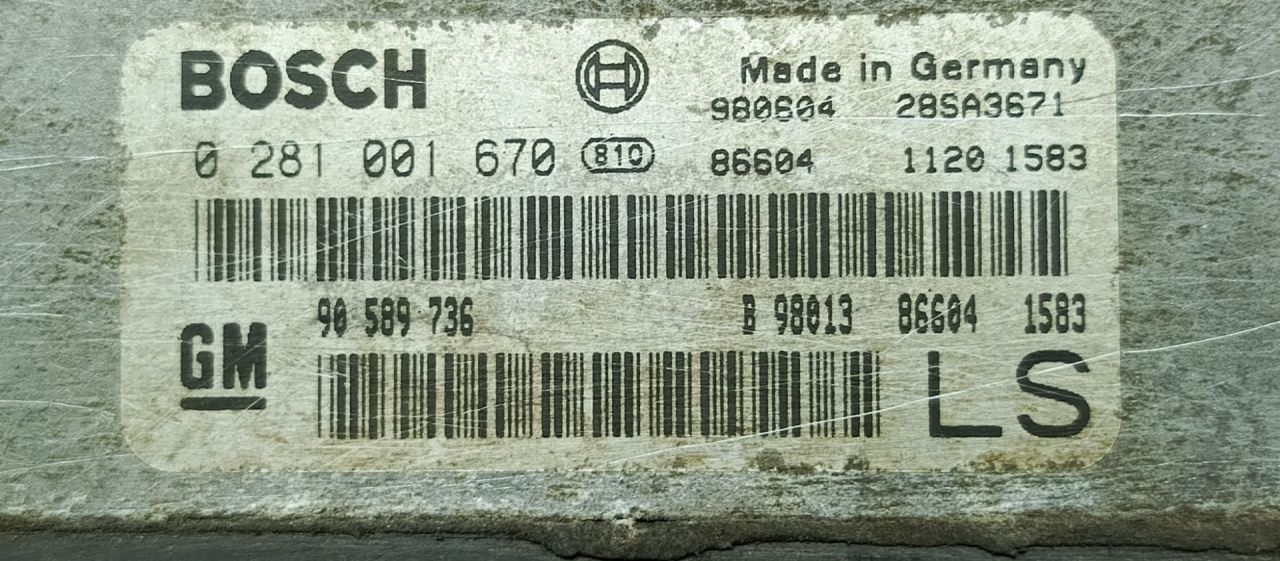 BOSCH Made in Germany
980604 28SA3671
0 281 001 670 810 86604 1120 1583
90 589 736 B 98013 86604 1583
GM LS